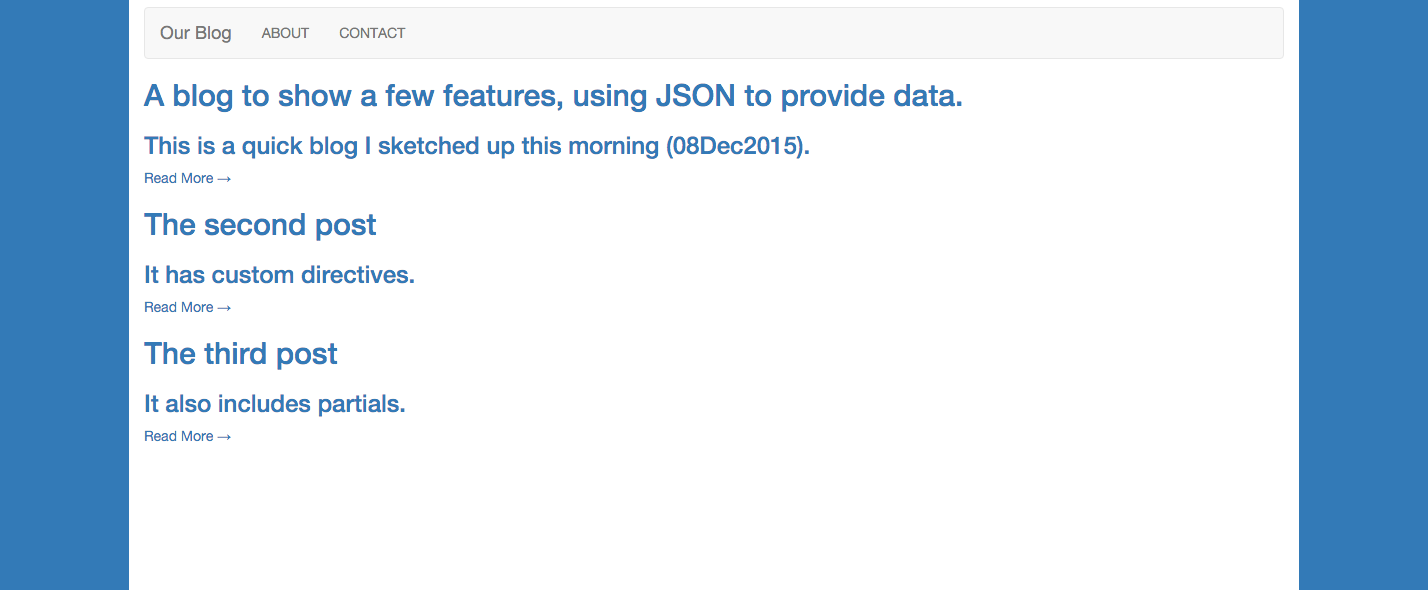 Our Blog ABOUT CONTACT
A blog to show a few features, using JSON to provide data.
This is a quick blog I sketched up this morning (08Dec2015).
Read More →
The second post
It has custom directives.
Read More →
The third post
It also includes partials.
Read More →